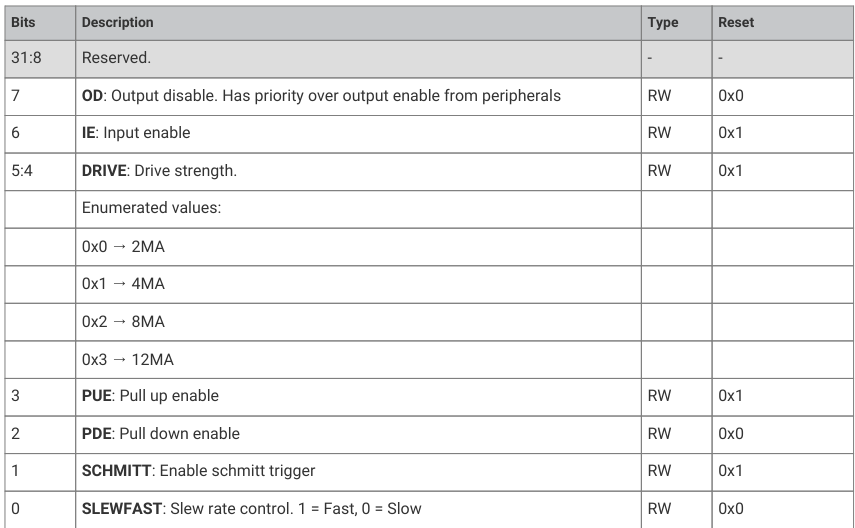 Bits Description Type Reset
31:8 Reserved. - -
7 OD: Output disable. Has priority over output enable from peripherals RW 0x0
6 IE: Input enable RW 0x1
5:4 DRIVE: Drive strength. RW 0x1
Enumerated values:
0x0 → 2MA
0x1 → 4MA
0x2 → 8MA
0x3 → 12MA
3 PUE: Pull up enable RW 0x1
2 PDE: Pull down enable RW 0x0
1 SCHMITT: Enable schmitt trigger RW 0x1
0 SLEWFAST: Slew rate control. 1 = Fast, 0 = Slow RW 0x0